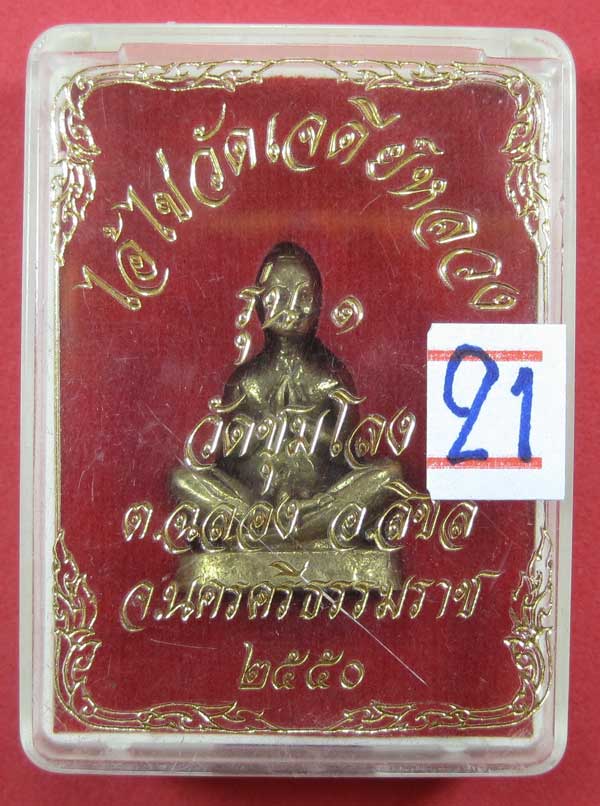 ไอ้ไข่วัดเจดีย์หลวง
รุ่น ๑
วัดชุมโลง
ต.ฉลอง อ.สิชล
จ.นครศรีธรรมราช
๒๕๕๐
21